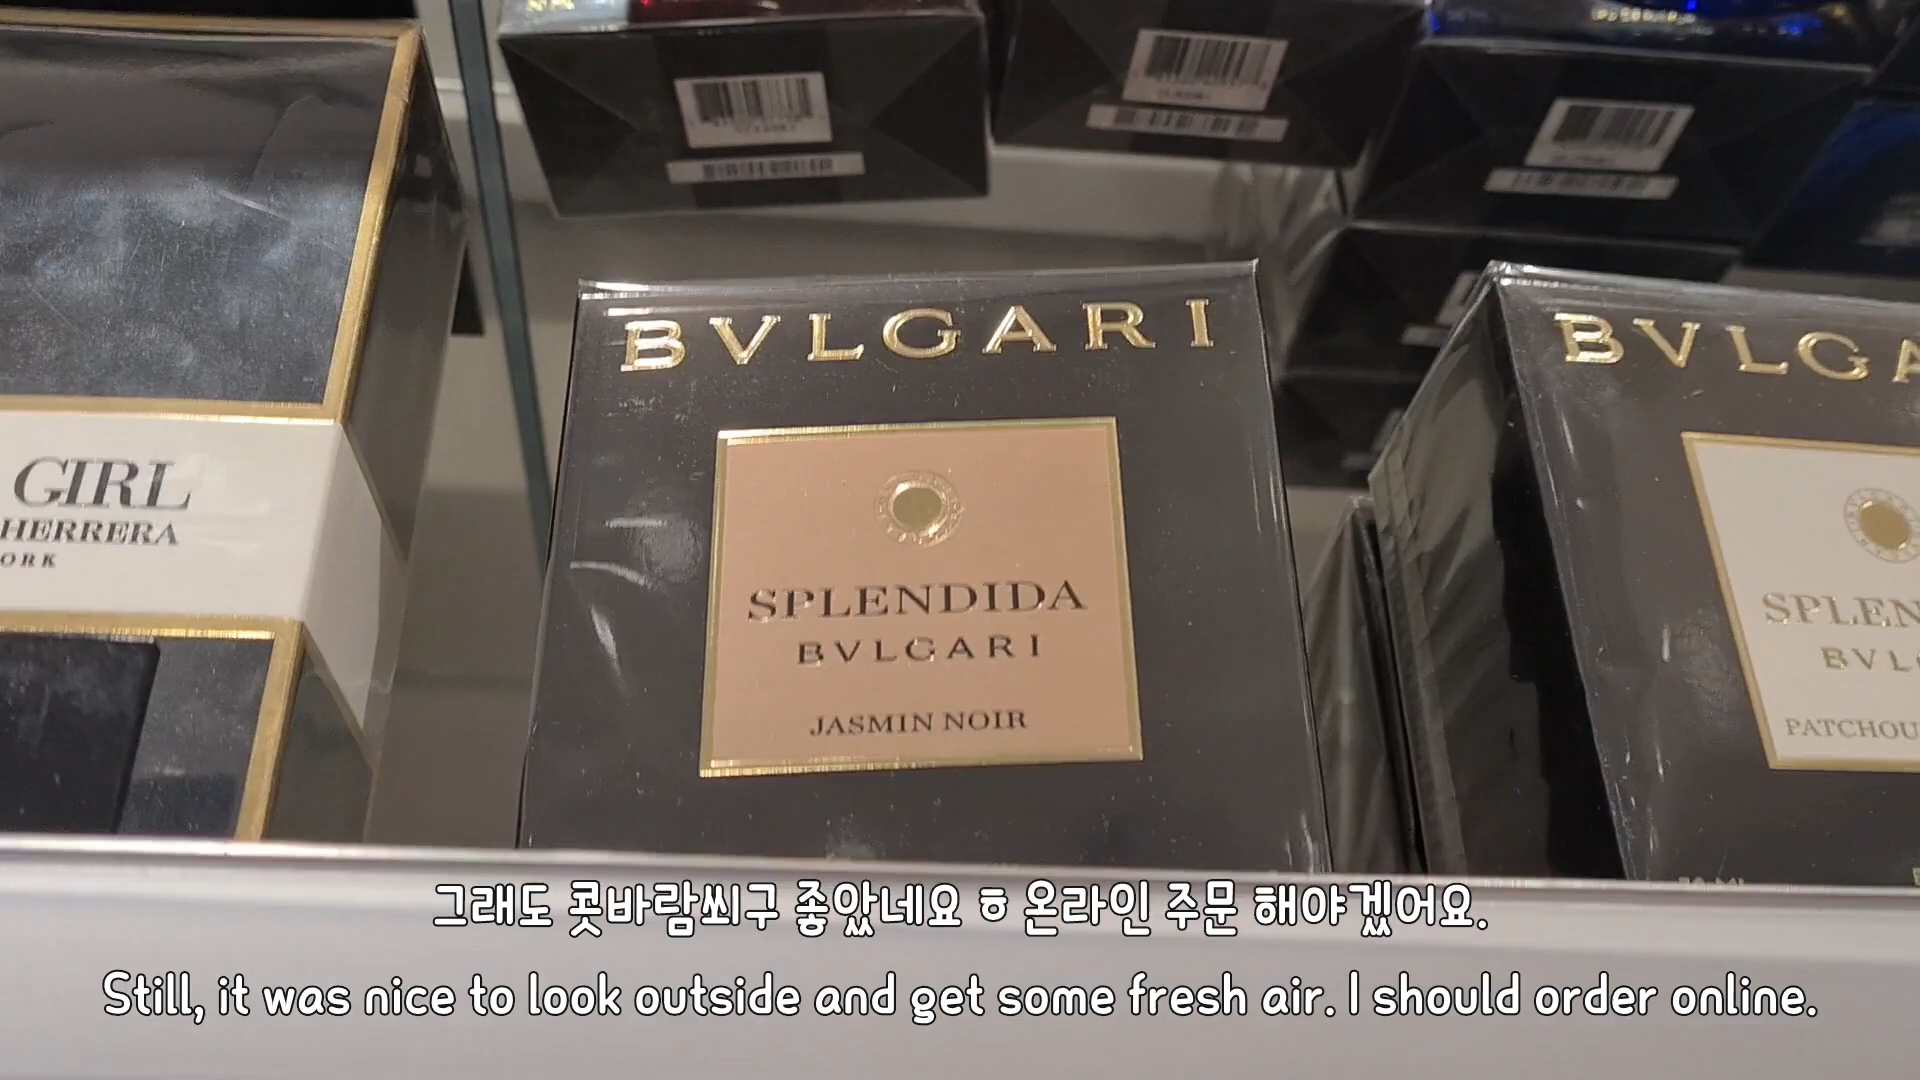 BVLGARI
SPLENDIDA
BVLGARI
JASMIN NOIR
GIRL
HERRERA
BVLGA
SPLEN
BVL
PATCHOU
그래도 콧바람쐬구 좋았네요 ㅎ 온라인 주문 해야겠어요.
Still, it was nice to look outside and get some fresh air. I should order online.